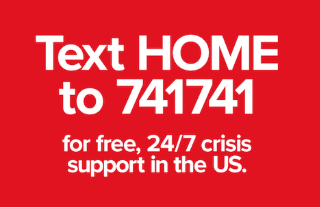 Text HOME
to 741741
for free, 24/7 crisis
support in the US.